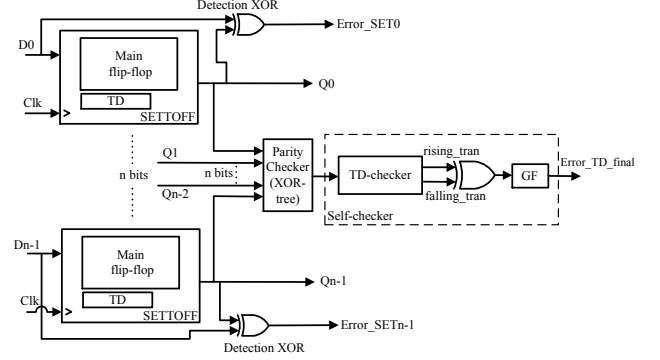 Detection XOR
D0
Main
flip-flop
TD
SETTOFF
Clk
Error_SET0
Q0
Q1
n bits
n bits
Qn-2
Parity
Checker
(XOR-
tree)
TD-checker
rising_tran
falling_tran
GF
Error_TD_final
Self-checker
Dn-1
Main
flip-flop
TD
SETTOFF
Clk
Qn-1
Error_SETn-1
Detection XOR